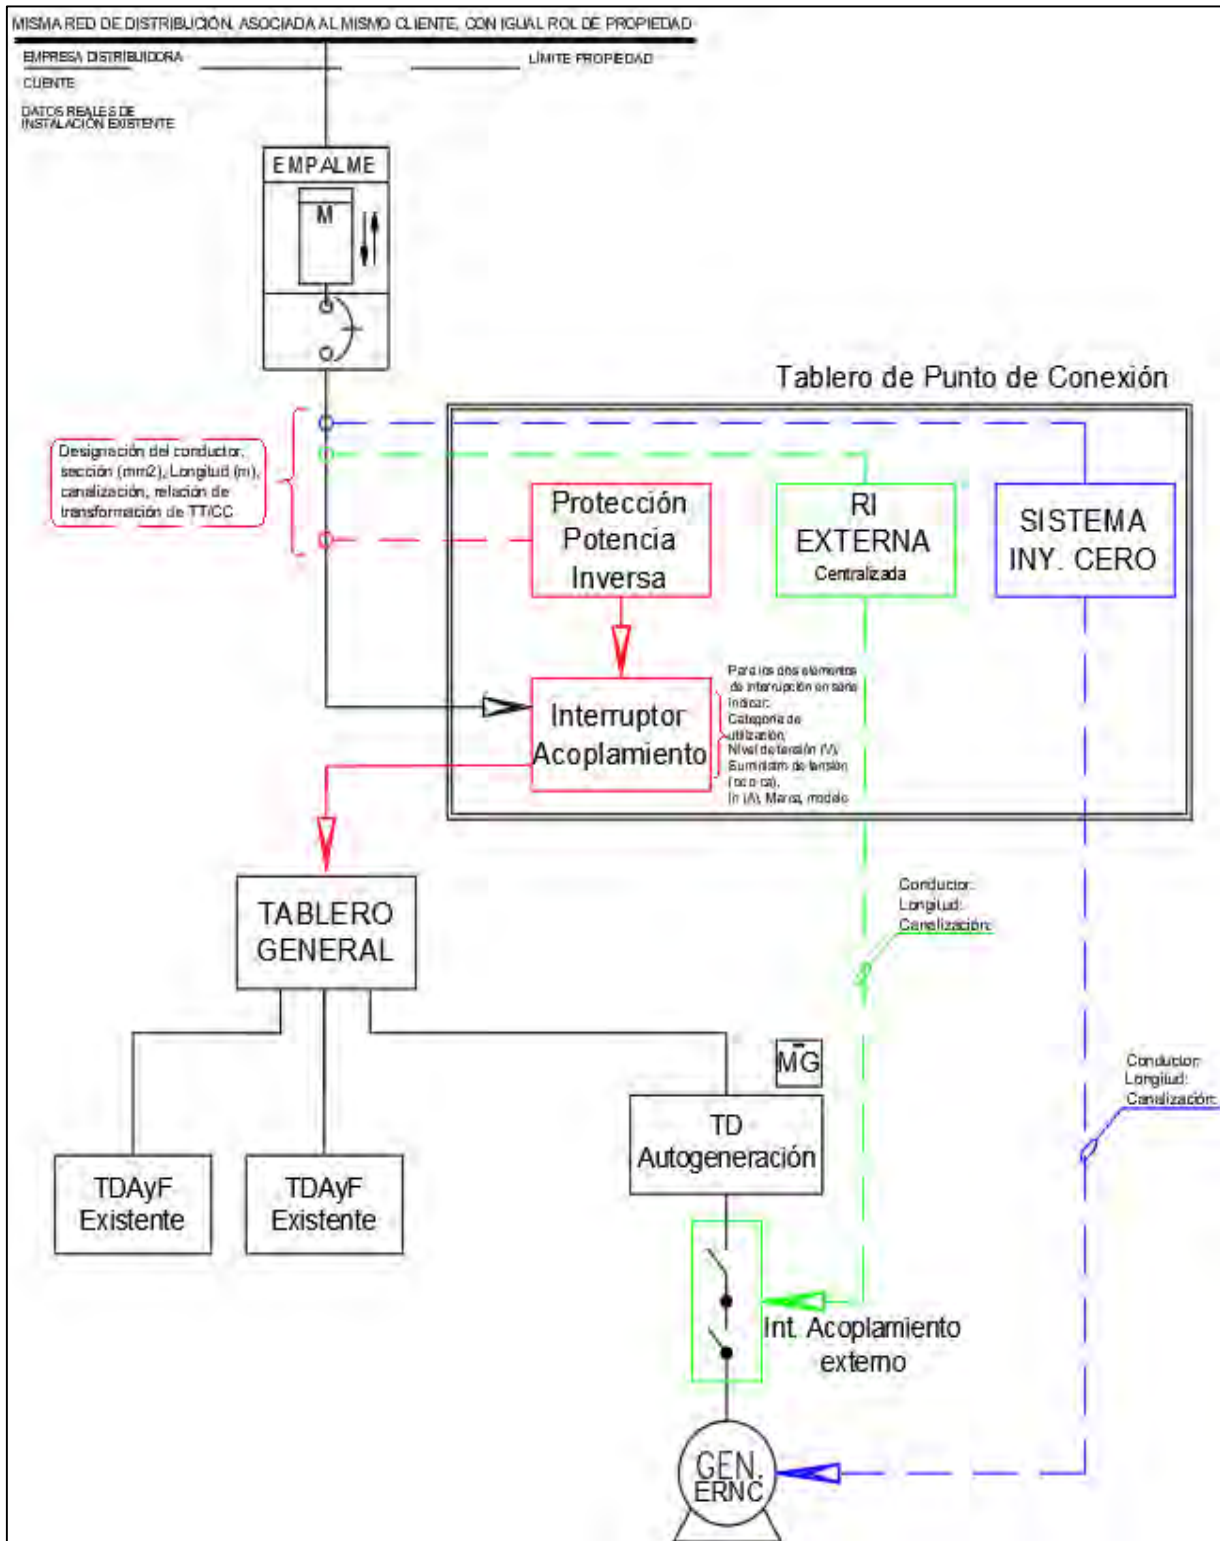 MISMA RED DE DISTRIBUCIÓN, ASOCIADA AL MISMO CLIENTE, CON IGUAL ROL DE PROPIEDAD
EMPRESA DISTRIBUIDORA
LÍMITE PROPIEDAD
CLIENTE
DATOS REALES DE
INSTALACIÓN EXISTENTE
EMPALME
M
Tablero de Punto de Conexión
Designación del conductor,
sección (mm2), Longitud (m),
canalización, relación de
transformación de TT/CC
Protección
Potencia
Inversa
RI
EXTERNA
Centralizada
SISTEMA
INY. CERO
Interruptor
Acoplamiento
Para los dos elementos
de interrupción en serie
indicar:
Categoría de
utilización,
Nivel de tensión (V),
Suministro de tensión
(cc o ca),
In (A), Marca, modelo
TABLERO
GENERAL
Conductor:
Longitud:
Canalización:
MG
TD
Autogeneración
Conductor:
Longitud:
Canalización:
TDAyF
Existente
TDAyF
Existente
Int. Acoplamiento
externo
GEN.
ERNC